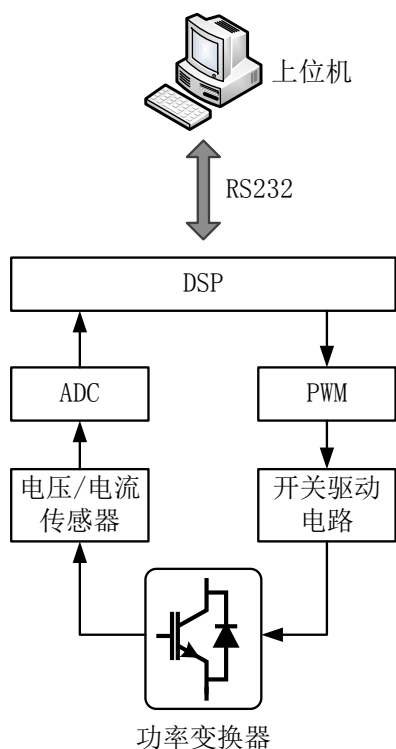 上位机
RS232
DSP
ADC
PWM
电压/电流
传感器
开关驱动
电路
功率变换器